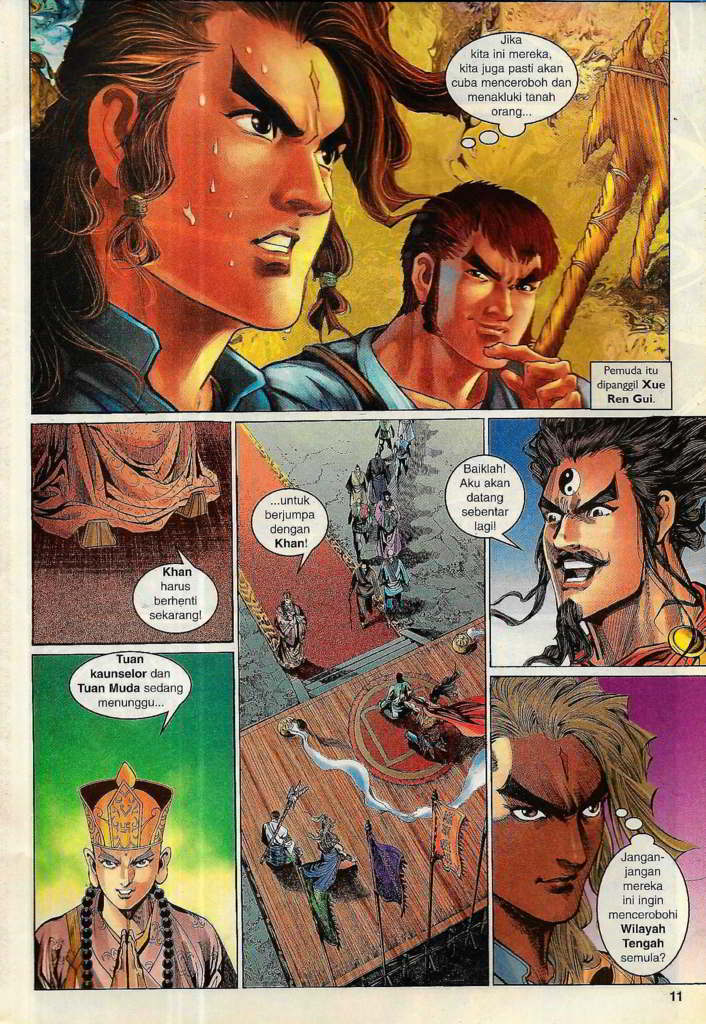 Jika
kita ini mereka,
kita juga pasti akan
cuba menceroboh dan
menakluki tanah
orang...
Pemuda itu
dipanggil Xue
Ren Gui.
Khan
harus
berhenti
sekarang!
Tuan
kaunselor dan
Tuan Muda sedang
menunggu...
...untuk
berjumpa
dengan
Khan!
Baiklah!
Aku akan
datang
sebentar
lagi!
Jangan-
jangan
mereka
ini ingin
mencerobohi
Wilayah
Tengah
semula?
11